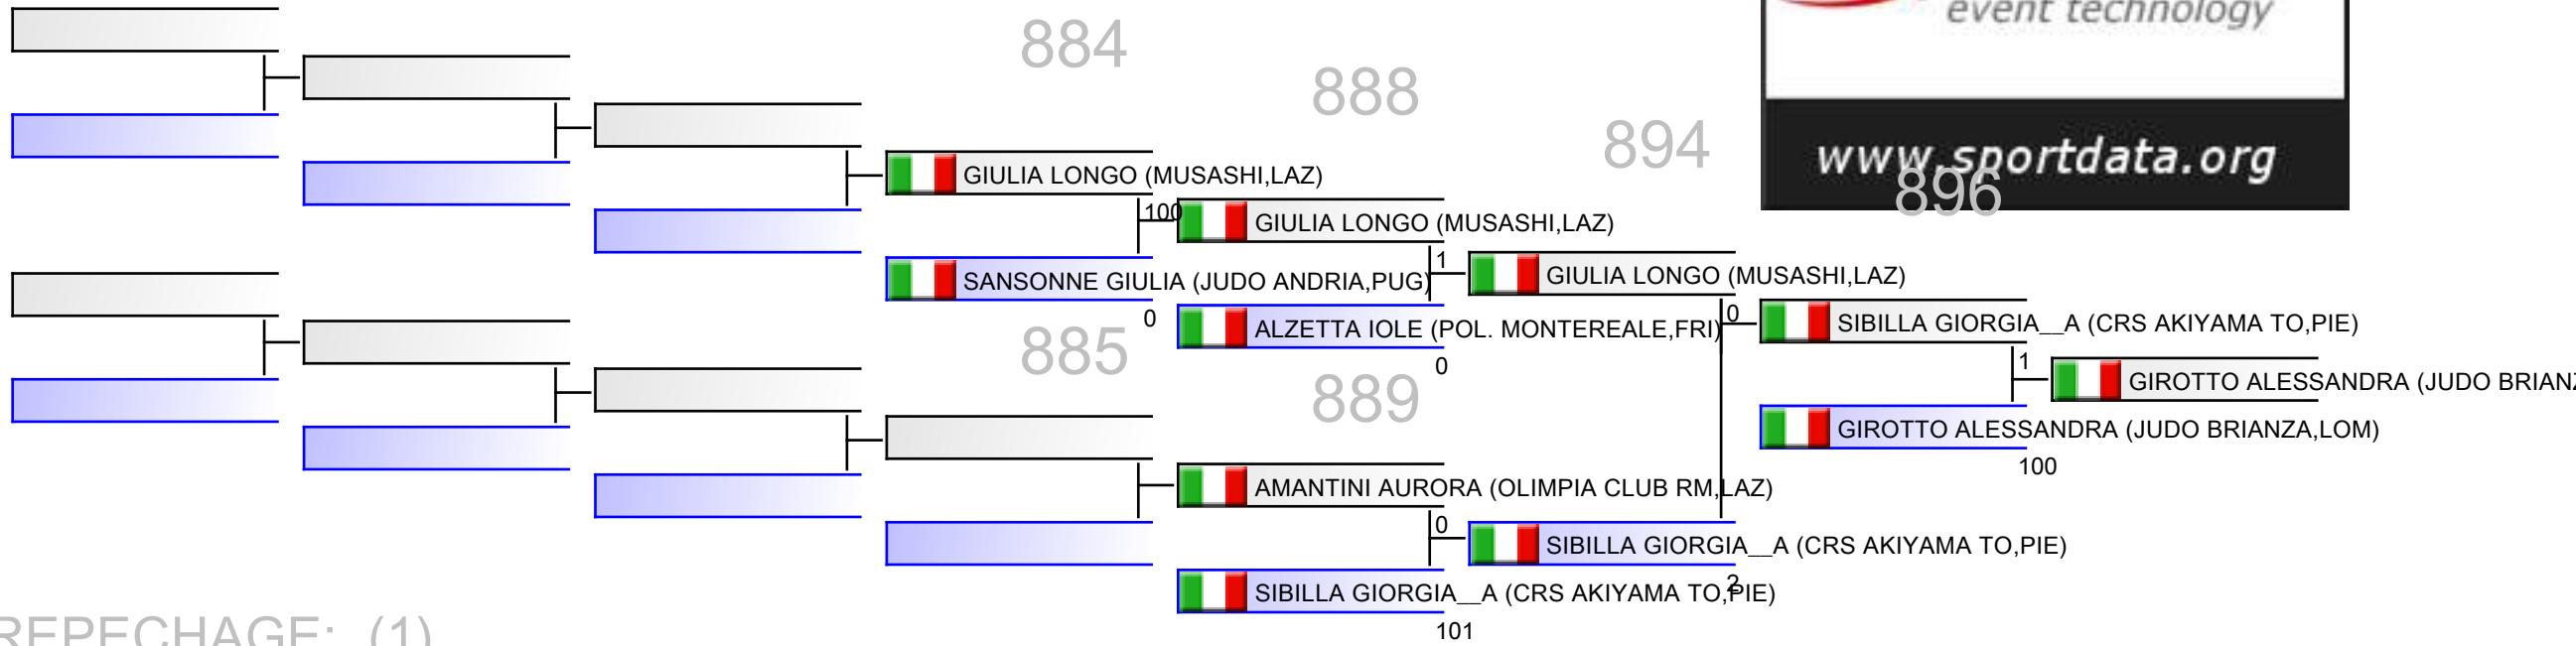 event technology
884
888
894
www.sportdata.org
896
GIULIA LONGO (MUSASHI,LAZ)
100
GIULIA LONGO (MUSASHI,LAZ)
SANSONNE GIULIA (JUDO ANDRIA,PUG)
0
1
GIULIA LONGO (MUSASHI,LAZ)
ALZETTA IOLE (POL. MONTEREALE,FRI)
0
0
SIBILLA GIORGIA__A (CRS AKIYAMA TO,PIE)
885
889
1
GIROTTO ALESSANDRA (JUDO BRIANZ
GIROTTO ALESSANDRA (JUDO BRIANZA,LOM)
100
AMANTINI AURORA (OLIMPIA CLUB RM,LAZ)
0
SIBILLA GIORGIA__A (CRS AKIYAMA TO,PIE)
2
SIBILLA GIORGIA__A (CRS AKIYAMA TO,PIE)
101
REPECHAGE: (1)